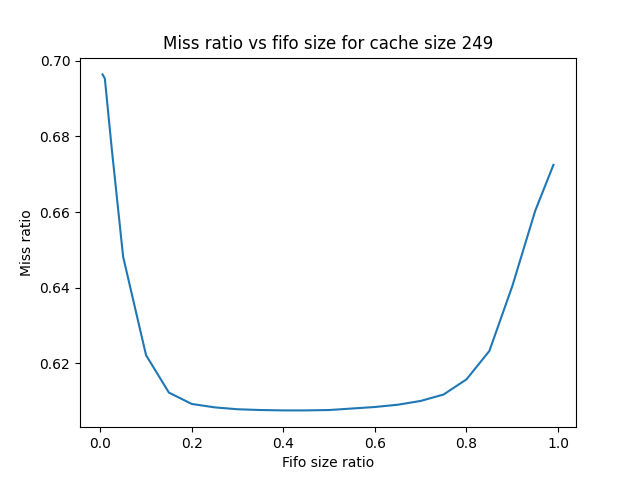 Miss ratio vs fifo size for cache size 249
0.70
0.68
0.66
0.64
0.62
Miss ratio
0.0 0.2 0.4 0.6 0.8 1.0
Fifo size ratio